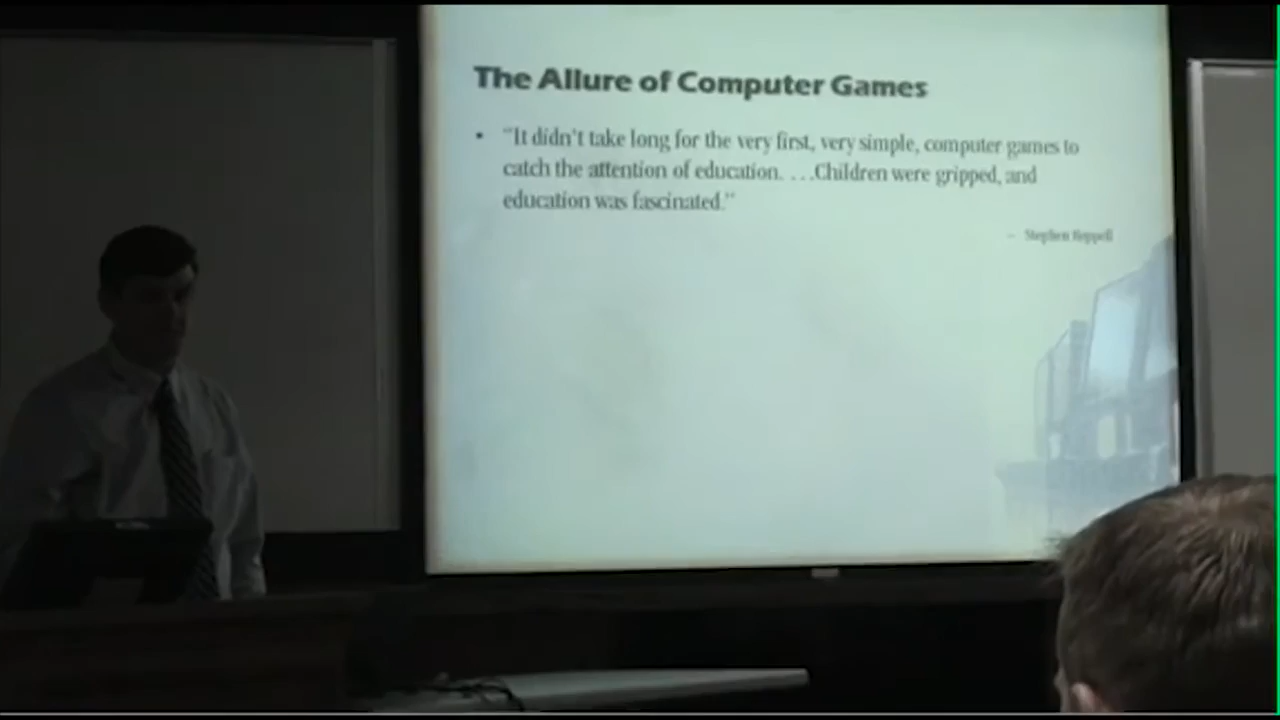 The Allure of Computer Games
• "It didn't take long for the very first, very simple, computer games to
catch the attention of education. . . .Children were gripped, and
education was fascinated."
– Stephen Heppell